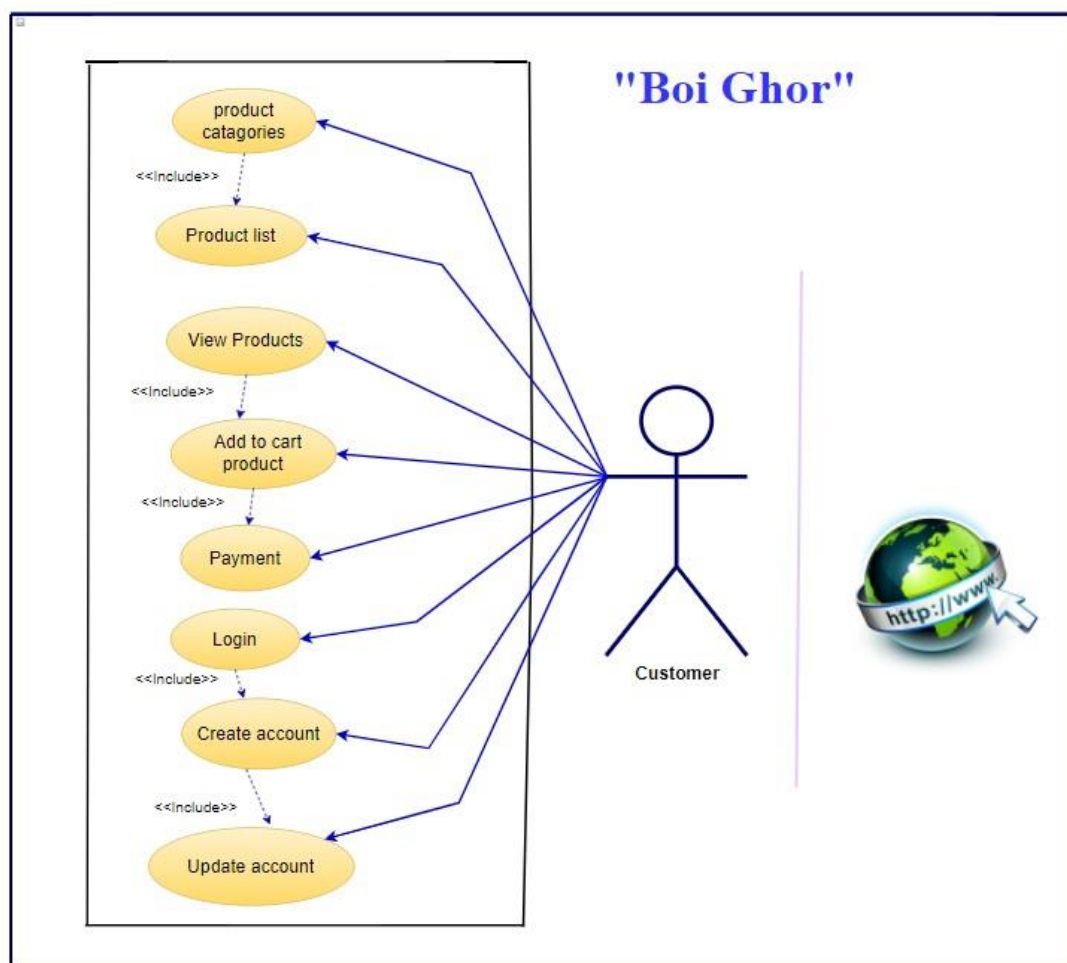 "Boi Ghor"
product
catagories
<<Include>>
Product list
View Products
<<Include>>
Add to cart
product
<<Include>>
Payment
Login
<<Include>>
Create account
<<Include>>
Update account
Customer
http://www.